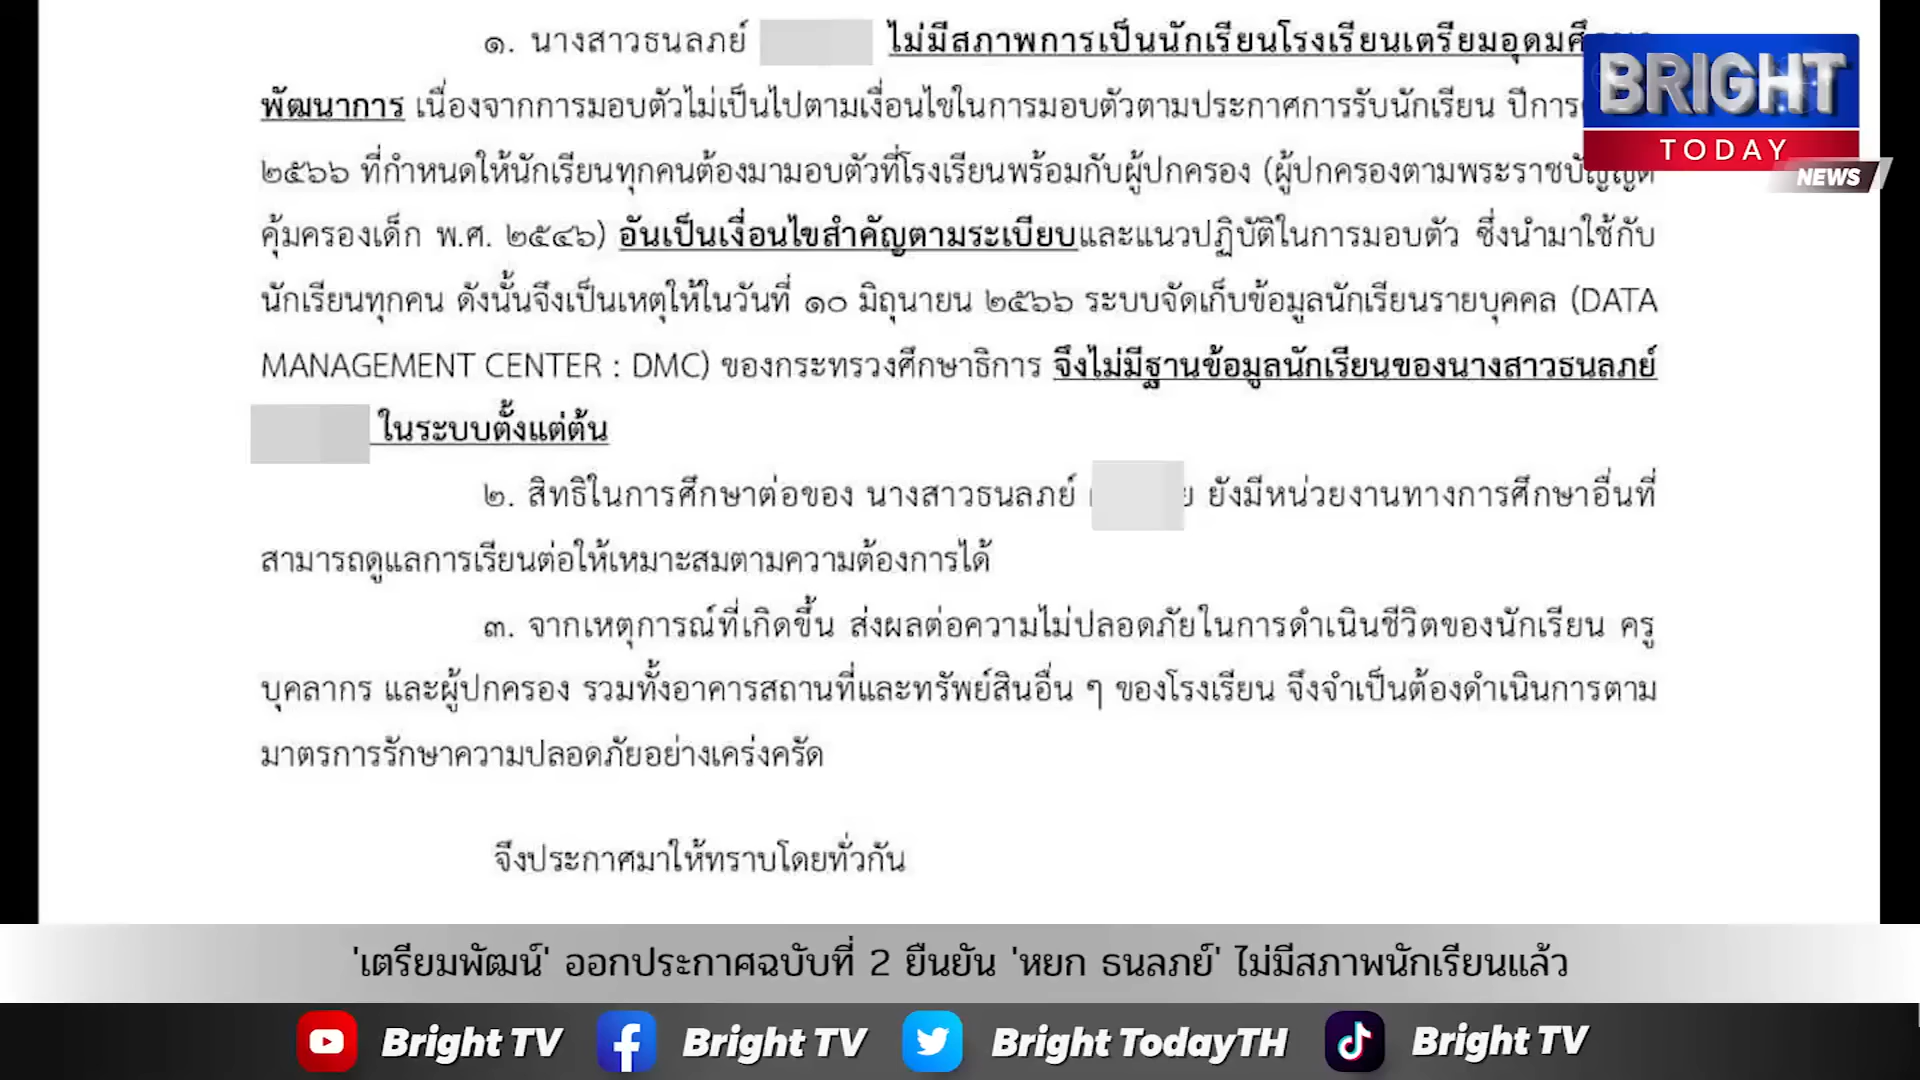 ๑. นางสาวธนลภย์ ไม่มีสภาพการเป็นนักเรียนโรงเรียนเตรียมอุดมศึกษา
พัฒนาการ เนื่องจากการมอบตัวไม่เป็นไปตามเงื่อนไขในการมอบตัวตามประกาศการรับนักเรียน
๒๕๖๖ ที่กำหนดให้นักเรียนทุกคนต้องมามอบตัวที่โรงเรียนพร้อมกับผู้ปกครอง (ผู้ปกครองตามพระราชบัญญัติ
คุ้มครองเด็ก พ.ศ. ๒๕๔๖) อันเป็นเงื่อนไขสำคัญตามระเบียบและแนวปฏิบัติในการมอบตัว ซึ่งนำมาใช้กับ
นักเรียนทุกคน ดังนั้นจึงเป็นเหตุให้ในวันที่ ๑๐ มิถุนายน ๒๕๖๖ ระบบจัดเก็บข้อมูลนักเรียนรายบุคคล (DATA
MANAGEMENT CENTER : DMC) ของกระทรวงศึกษาธิการ จึงไม่มีฐานข้อมูลนักเรียนของนางสาวธนลภย์
ในระบบตั้งแต่ต้น
๒. สิทธิในการศึกษาต่อของ นางสาวธนลภย์ ยังมีหน่วยงานทางการศึกษาอื่นที่
สามารถดูแลการเรียนต่อให้เหมาะสมตามความต้องการได้
๓. จากเหตุการณ์ที่เกิดขึ้น ส่งผลต่อความไม่ปลอดภัยในการดำเนินชีวิตของนักเรียน ครู
บุคลากร และผู้ปกครอง รวมทั้งอาคารสถานที่และทรัพย์สินอื่น ๆ ของโรงเรียน จึงจำเป็นต้องดำเนินการตาม
มาตรการรักษาความปลอดภัยอย่างเคร่งครัด
จึงประกาศมาให้ทราบโดยทั่วกัน
BRIGHT
TODAY
NEWS
'เตรียมพัฒน์' ออกประกาศฉบับที่ 2 ยืนยัน 'หยก ธนลภย์' ไม่มีสภาพนักเรียนแล้ว
Bright TV Bright TV Bright TodayTH Bright TV